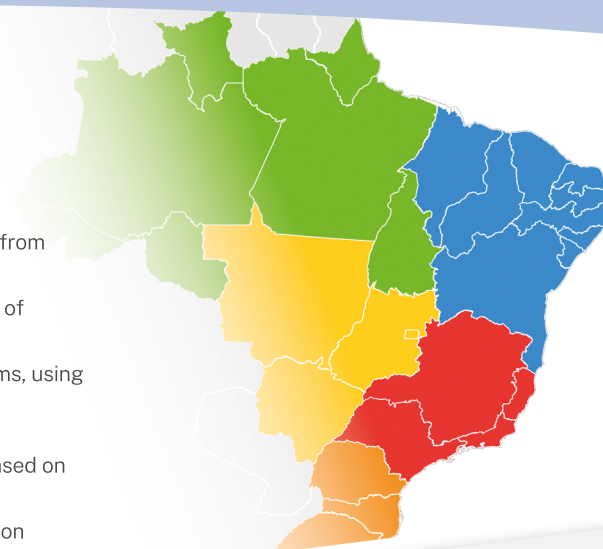 from
of
ms, using
ased on
on